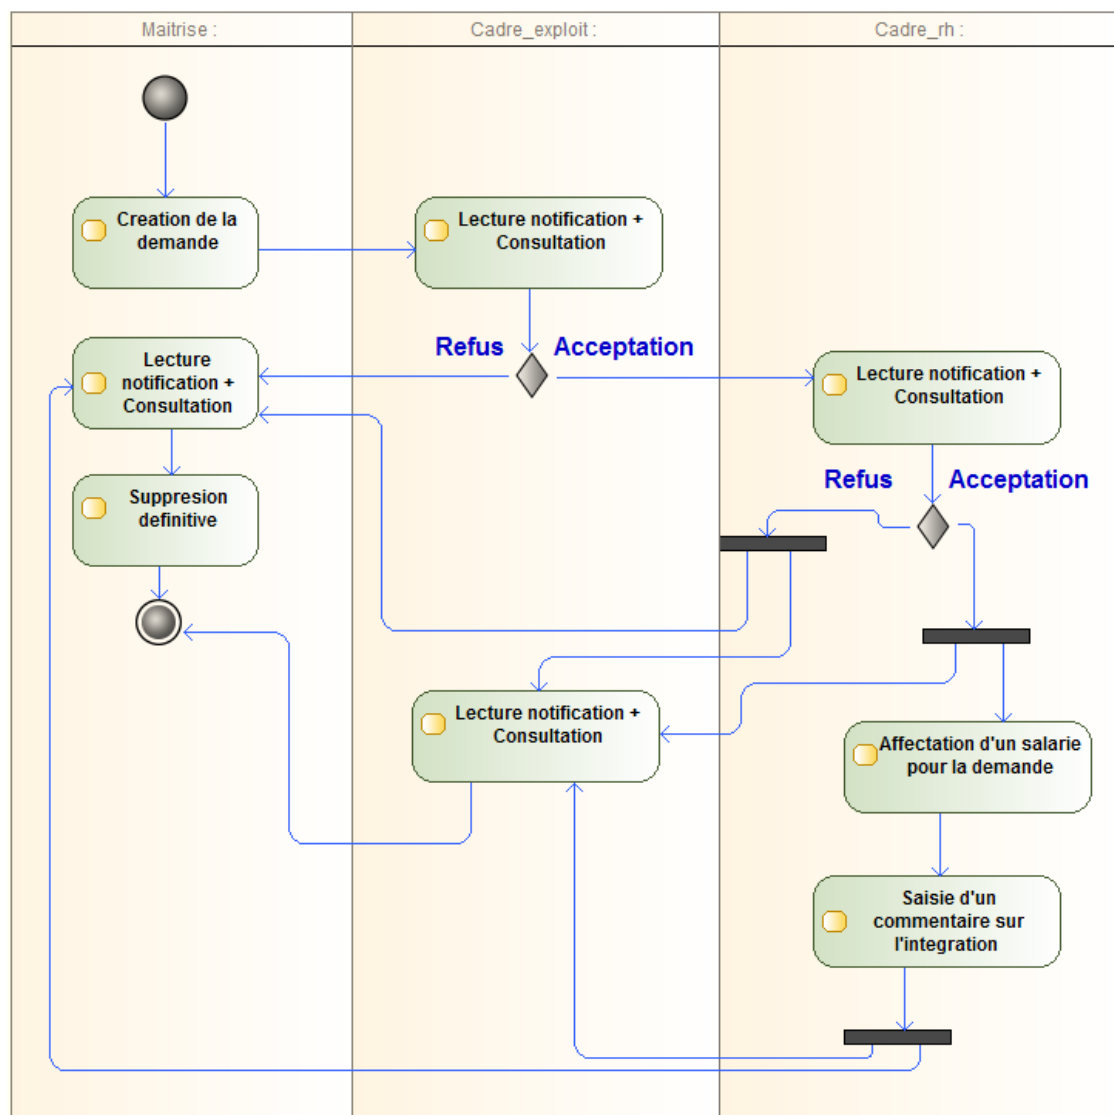 Maitrise :
Cadre_exploit :
Cadre_rh :
Creation de la
demande
Lecture notification +
Consultation
Refus
Acceptation
Lecture
notification +
Consultation
Lecture notification +
Consultation
Suppresion
definitive
Refus
Acceptation
Lecture notification +
Consultation
Affectation d'un salarie
pour la demande
Saisie d'un
commentaire sur
l'integration